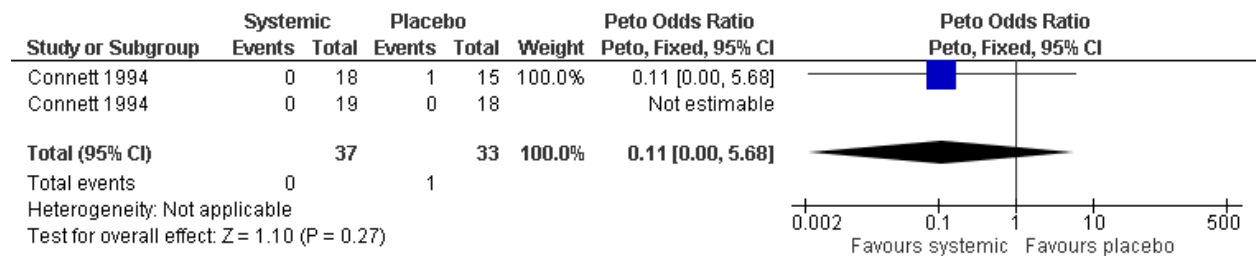 Systemic Placebo Peto Odds Ratio Peto Odds Ratio
Study or Subgroup Events Total Events Total Weight Peto, Fixed, 95% CI Peto, Fixed, 95% CI
Connett 1994 0 18 1 15 100.0% 0.11 [0.00, 5.68]
Connett 1994 0 19 0 18 Not estimable
Total (95% CI) 37 33 100.0% 0.11 [0.00, 5.68]
Total events 0 1
Heterogeneity: Not applicable
Test for overall effect: Z = 1.10 (P = 0.27)
0.002 0.1 1 10 500
Favours systemic Favours placebo